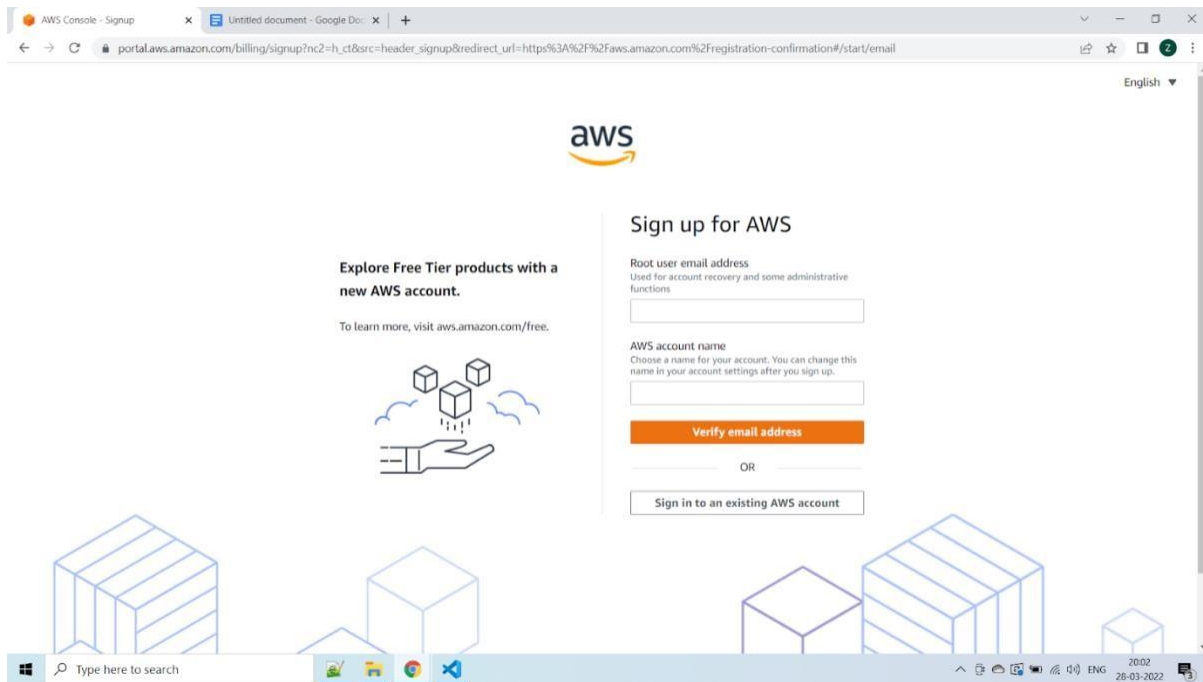 AWS Console - Signup
Untitled document - Google Do
portal.aws.amazon.com/billing/signup?nc2=h_ct&src=header_signup&redirect_url=https%3A%2F%2Faws.amazon.com%2Fregistration-confirmation#/start/email
Z
English
aws
Explore Free Tier products with a
new AWS account.
To learn more, visit aws.amazon.com/free.
Sign up for AWS
Root user email address
Used for account recovery and some administrative
functions
AWS account name
Choose a name for your account. You can change this
name in your account settings after you sign up.
Verify email address
OR
Sign in to an existing AWS account
Type here to search
ENG
20:02
28-03-2022
3